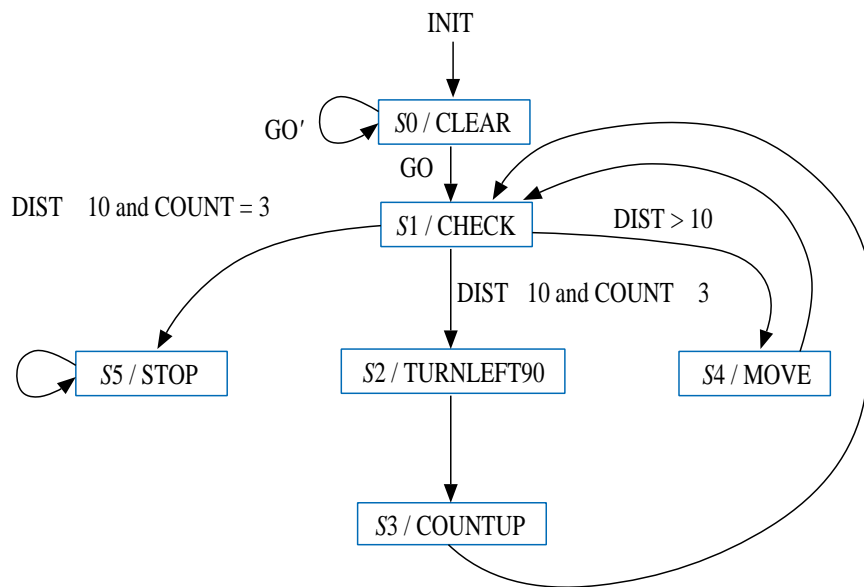 INIT
S0 / CLEAR
GO′
GO
DIST 10 and COUNT = 3
S1 / CHECK
DIST > 10
DIST 10 and COUNT 3
S5 / STOP
S2 / TURNLEFT90
S4 / MOVE
S3 / COUNTUP